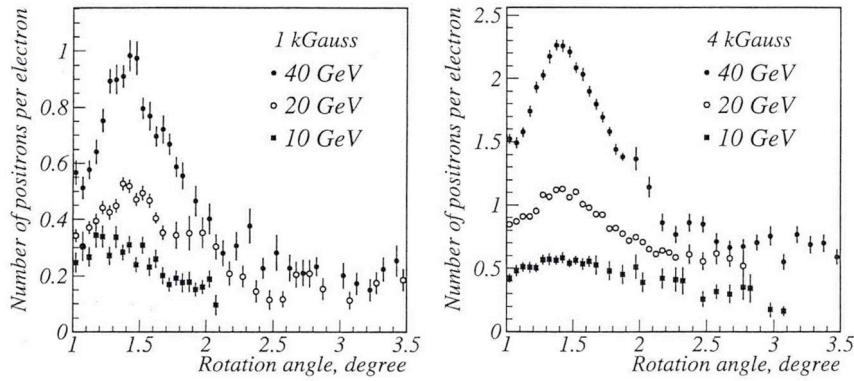 Number of positrons per electron
1 kGauss
40 GeV
20 GeV
10 GeV
1
0.8
0.6
0.4
0.2
0
1 1.5 2 2.5 3 3.5
Rotation angle, degree
Number of positrons per electron
4 kGauss
40 GeV
20 GeV
10 GeV
2.5
2
1.5
1
0.5
0
1 1.5 2 2.5 3 3.5
Rotation angle, degree